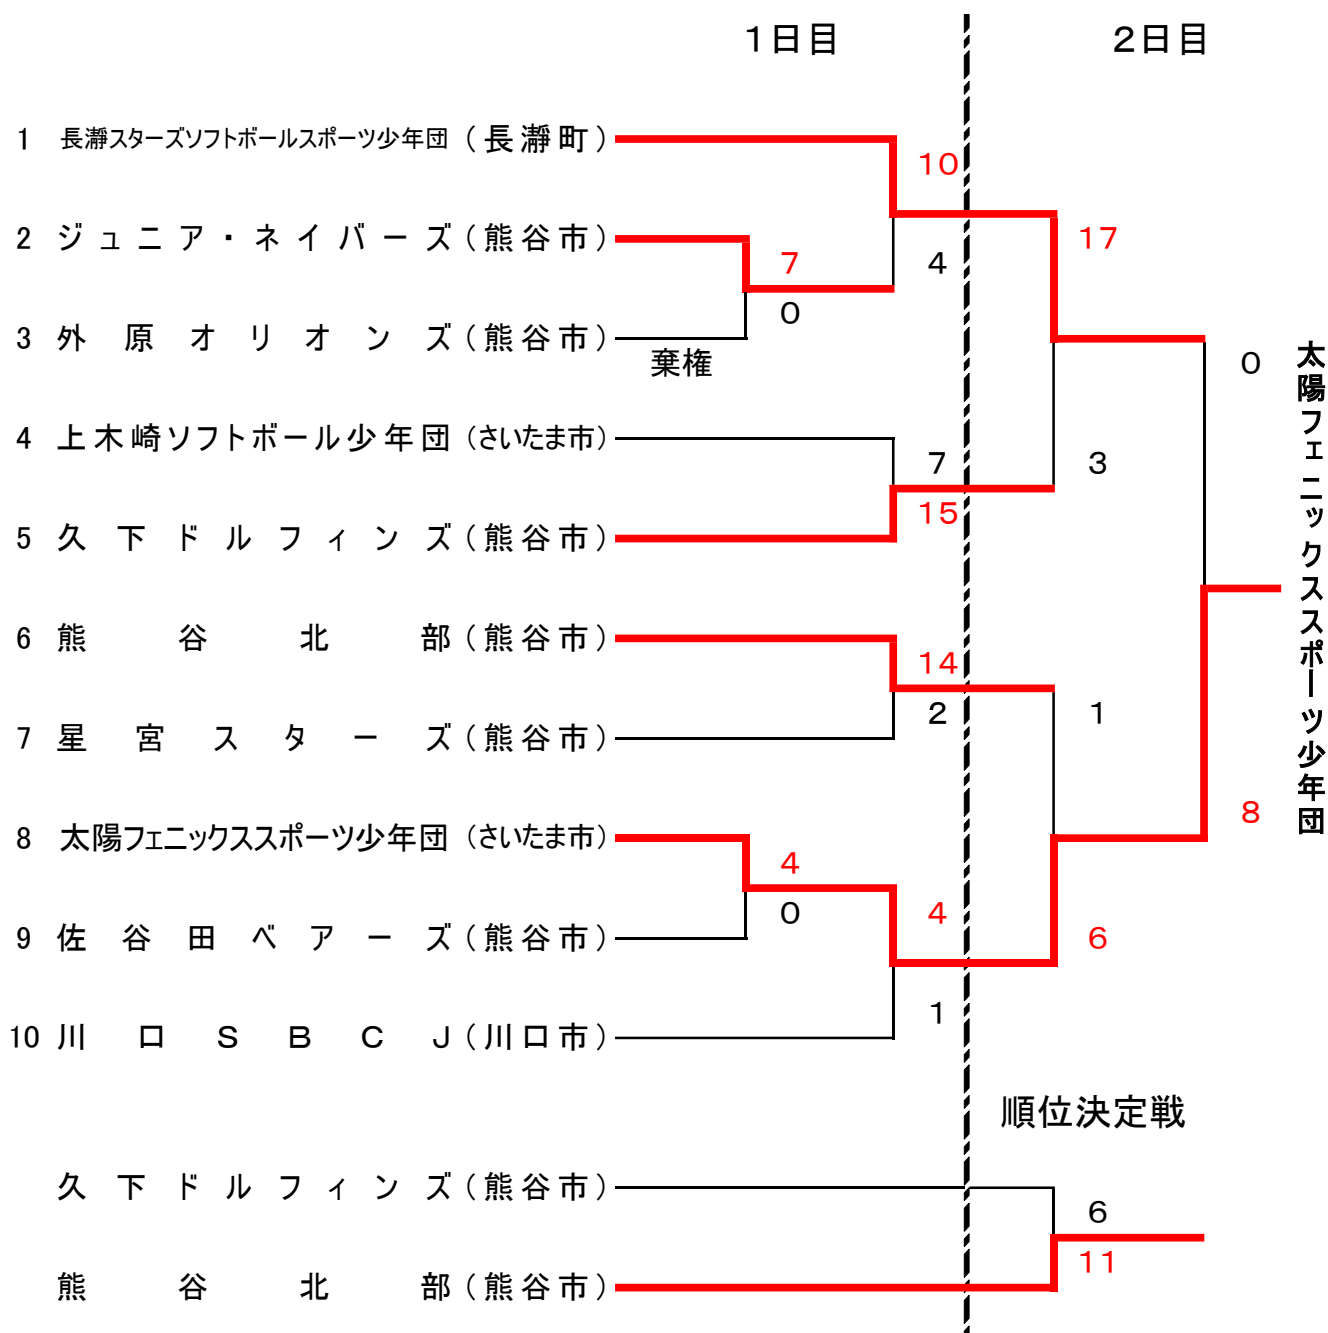 1日目
2日目
1 長瀞スターズソフトボールスポーツ少年団 (長瀞町)
10
2 ジュニア・ネイバーズ (熊谷市)
17
7
4
0
3 外原オリオンズ (熊谷市)
棄権
0
4 上木崎ソフトボール少年団 (さいたま市)
7
3
15
5 久下ドルフィンズ (熊谷市)
6 熊谷北部 (熊谷市)
14
2
1
7 星宮スターズ (熊谷市)
8
8 太陽フェニックススポーツ少年団 (さいたま市)
4
0
4
6
9 佐谷田ベアーズ (熊谷市)
1
10 川口SBCJ (川口市)
太陽フェニックススポーツ少年団
順位決定戦
久下ドルフィンズ (熊谷市)
6
11
熊谷北部 (熊谷市)